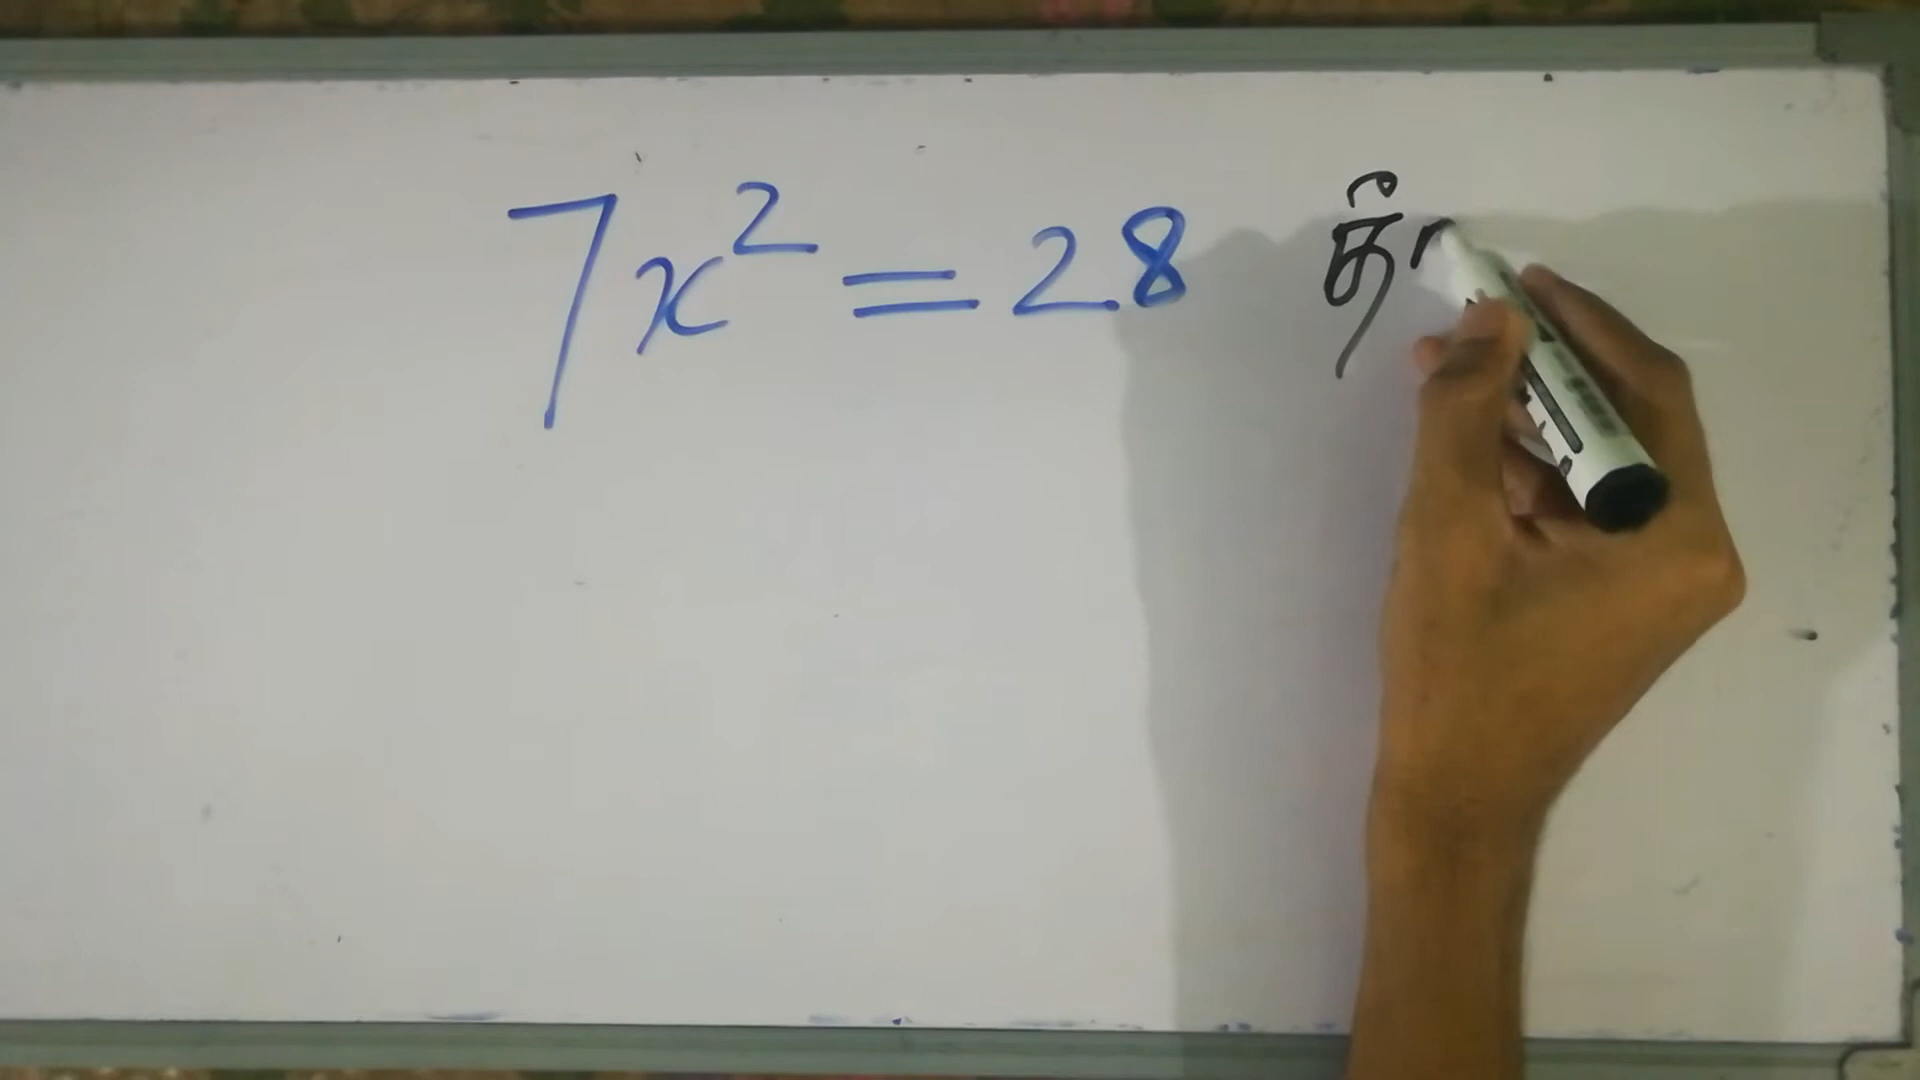 7x² = 28 தீர